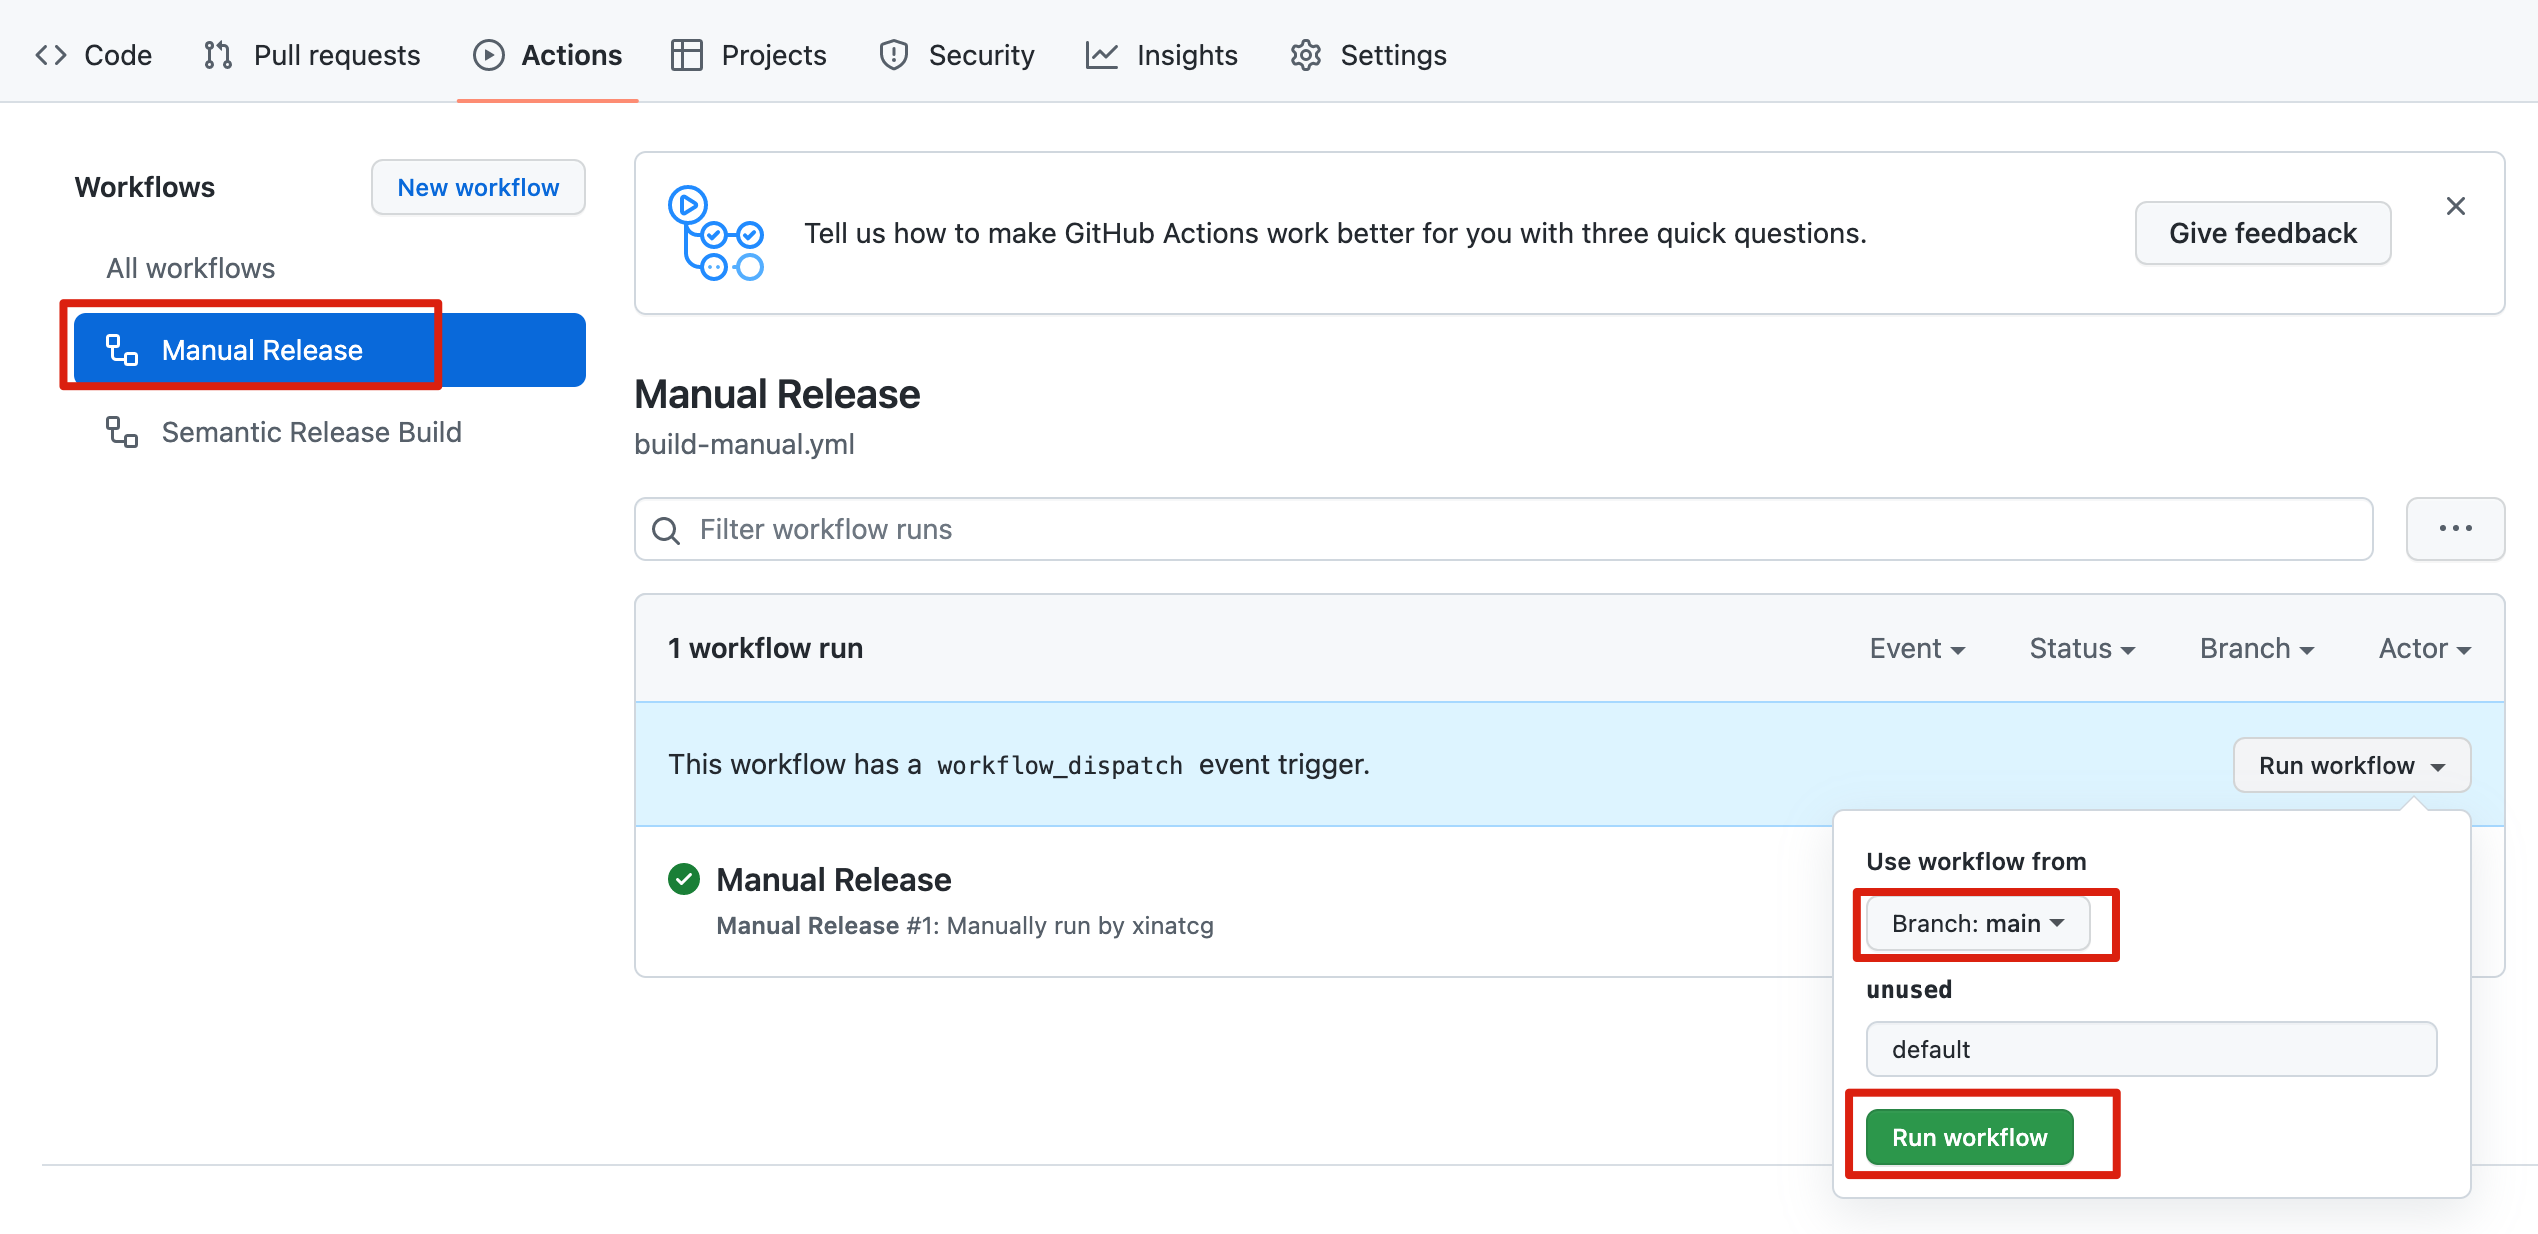 Code Pull requests Actions Projects Security Insights Settings
Workflows New workflow
All workflows
Manual Release
Semantic Release Build
Tell us how to make GitHub Actions work better for you with three quick questions. Give feedback
Manual Release
build-manual.yml
Filter workflow runs
1 workflow run Event Status Branch Actor
This workflow has a workflow_dispatch event trigger. Run workflow
Manual Release
Manual Release #1: Manually run by xinatcg
Use workflow from
Branch: main
unused
default
Run workflow